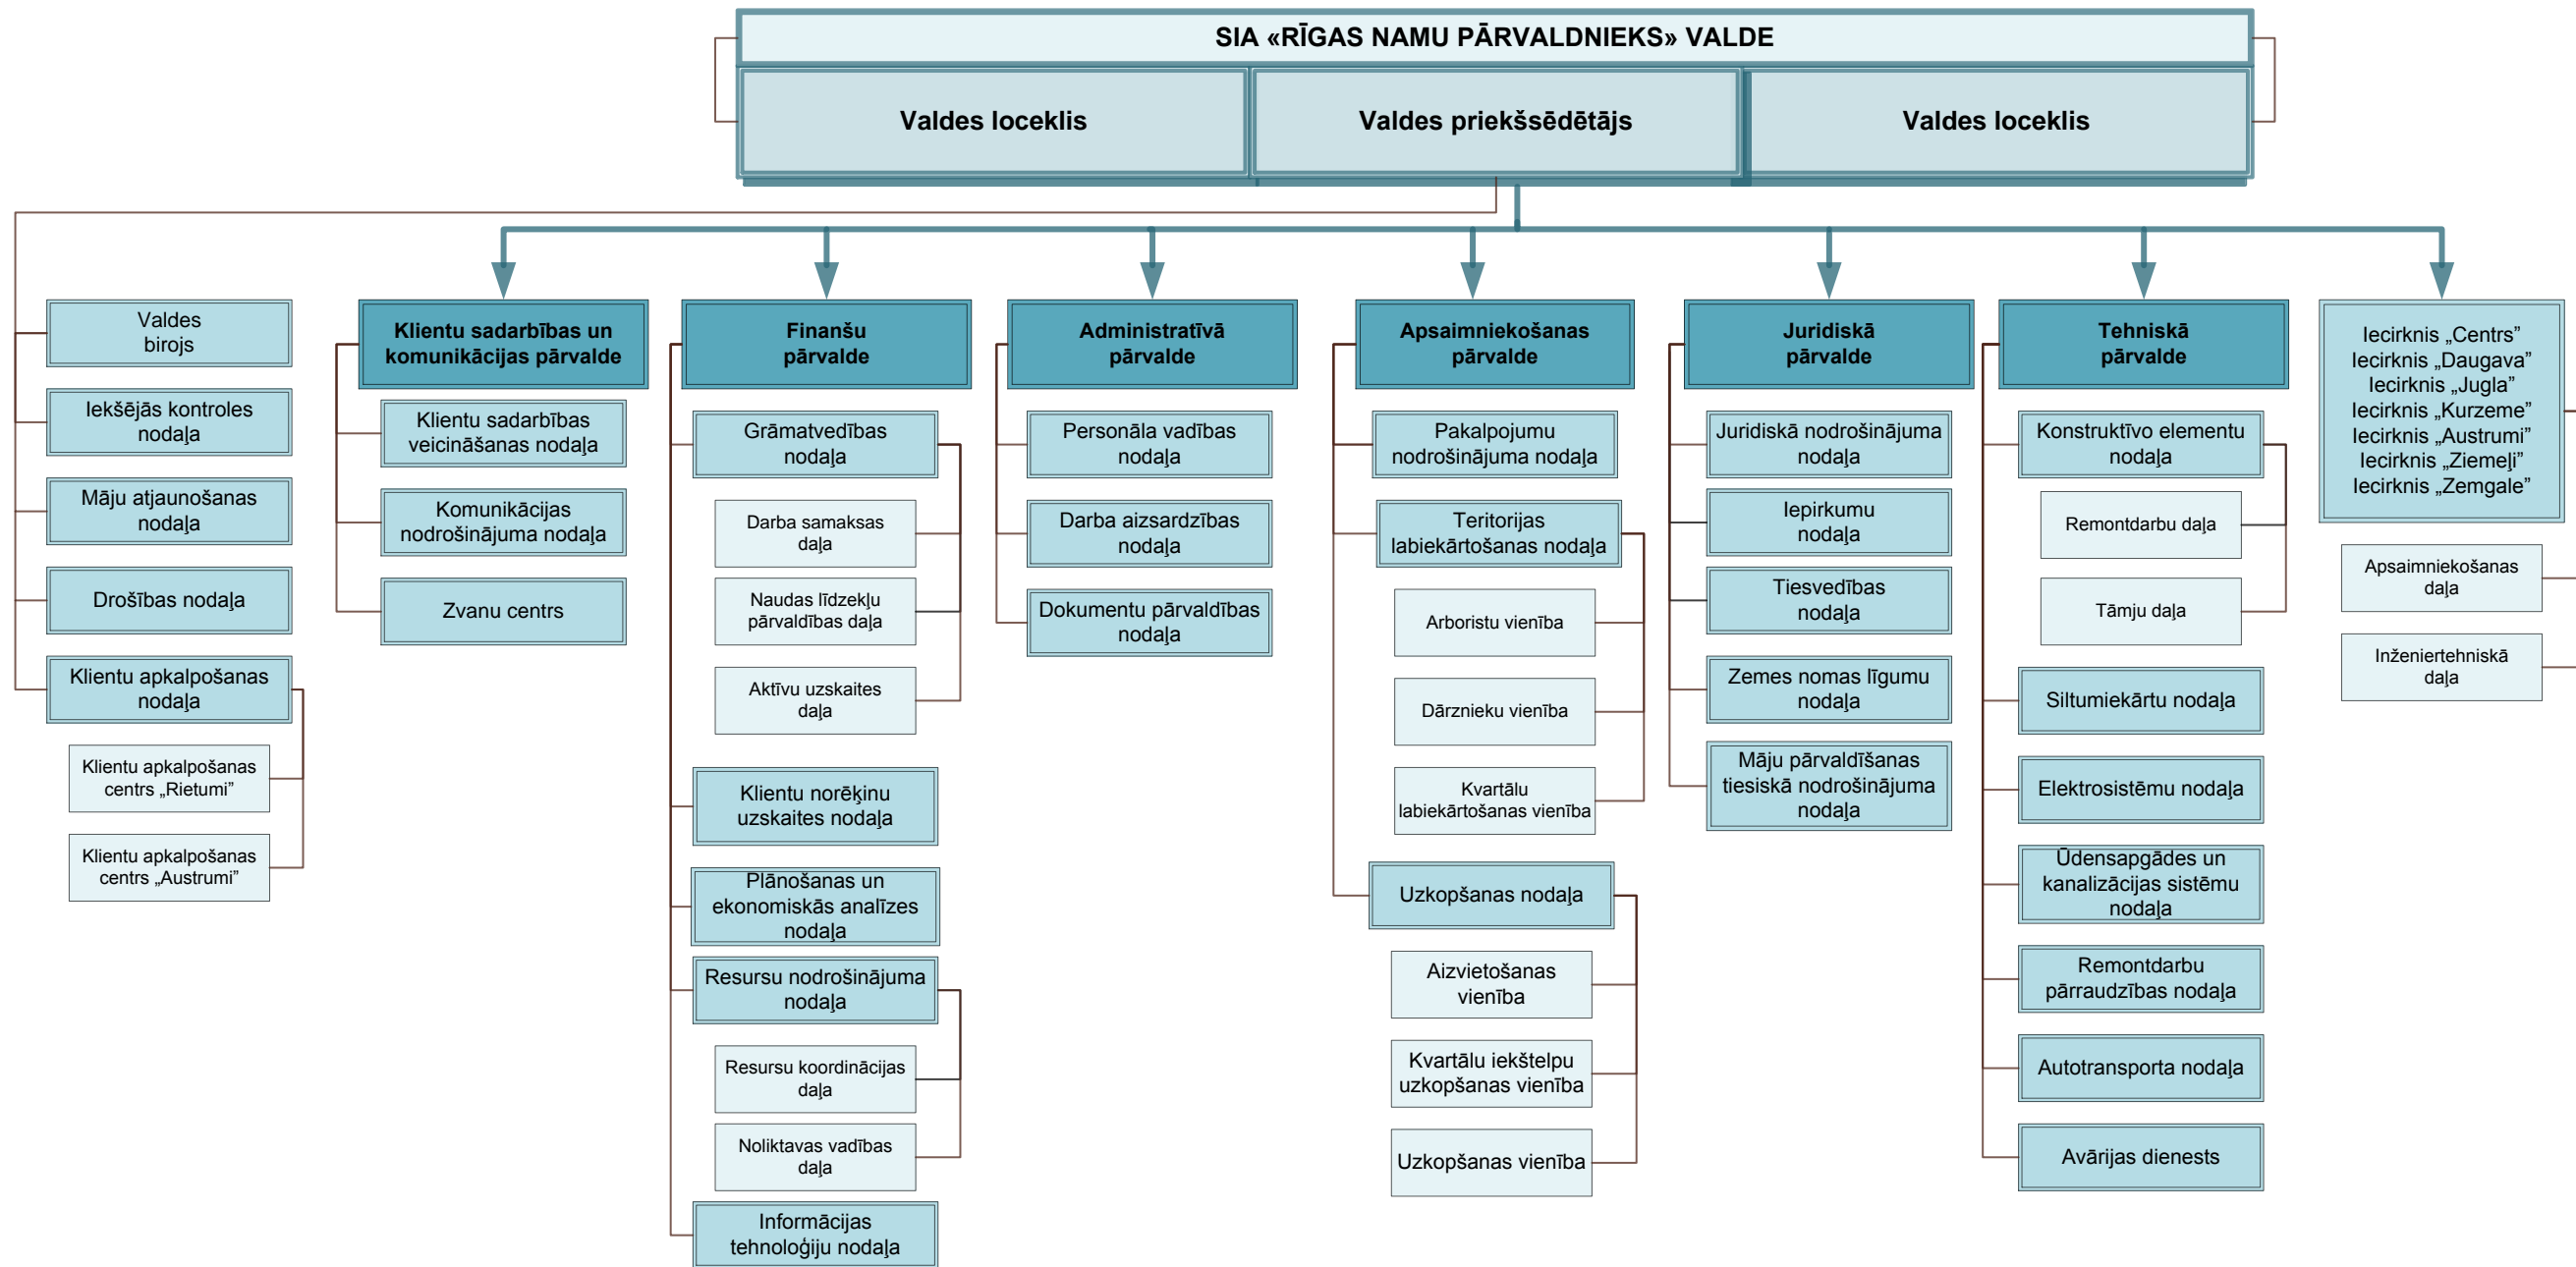 SIA «RĪGAS NAMU PĀRVALDNIEKS» VALDE
Valdes loceklis
Valdes priekšsēdētājs
Valdes loceklis
Valdes
birojs
Iekšējās kontroles
nodaļa
Māju atjaunošanas
nodaļa
Drošības nodaļa
Klientu apkalpošanas
nodaļa
Klientu apkalpošanas
centrs „Rietumi”
Klientu apkalpošanas
centrs „Austrumi”
Klientu sadarbības un
komunikācijas pārvalde
Klientu sadarbības
veicināšanas nodaļa
Komunikācijas
nodrošinājuma nodaļa
Zvanu centrs
Finanšu
pārvalde
Grāmatvedības
nodaļa
Darba samaksas
daļa
Naudas līdzekļu
pārvaldības daļa
Aktīvu uzskaites
daļa
Klientu norēķinu
uzskaites nodaļa
Plānošanas un
ekonomiskās analīzes
nodaļa
Resursu nodrošinājuma
nodaļa
Resursu koordinācijas
daļa
Noliktavas vadības
daļa
Informācijas
tehnoloģiju nodaļa
Administratīvā
pārvalde
Personāla vadības
nodaļa
Darba aizsardzības
nodaļa
Dokumentu pārvaldības
nodaļa
Apsaimniekošanas
pārvalde
Pakalpojumu
nodrošinājuma nodaļa
Teritorijas
labiekārtošanas nodaļa
Arboristu vienība
Dārznieku vienība
Kvartālu
labiekārtošanas vienība
Uzkopšanas nodaļa
Aizvietošanas
vienība
Kvartālu iekštelpu
uzkopšanas vienība
Uzkopšanas vienība
Juridiskā
pārvalde
Juridiskā nodrošinājuma
nodaļa
Iepirkumu
nodaļa
Tiesvedības
nodaļa
Zemes nomas līgumu
nodaļa
Māju pārvaldīšanas
tiesiskā nodrošinājuma
nodaļa
Tehniskā
pārvalde
Konstruktīvo elementu
nodaļa
Remontdarbu daļa
Tāmju daļa
Siltumiekārtu nodaļa
Elektrosistēmu nodaļa
Ūdensapgādes un
kanalizācijas sistēmu
nodaļa
Remontdarbu
pārraudzības nodaļa
Autotransporta nodaļa
Avārijas dienests
Iecirknis „Centrs”
Iecirknis „Daugava”
Iecirknis „Jugla”
Iecirknis „Kurzeme”
Iecirknis „Austrumi”
Iecirknis „Ziemeļi”
Iecirknis „Zemgale”
Apsaimniekošanas
daļa
Inženiertehniskā
daļa